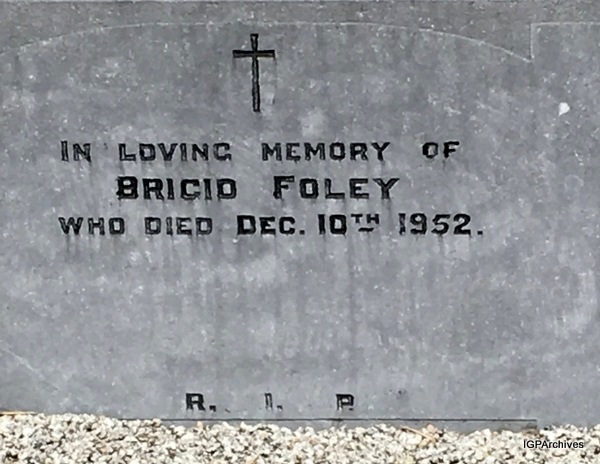 IN LOVING MEMORY OF
BRIGID FOLEY
WHO DIED DEC. 10TH 1952.
R. I. P.
IGPArchives